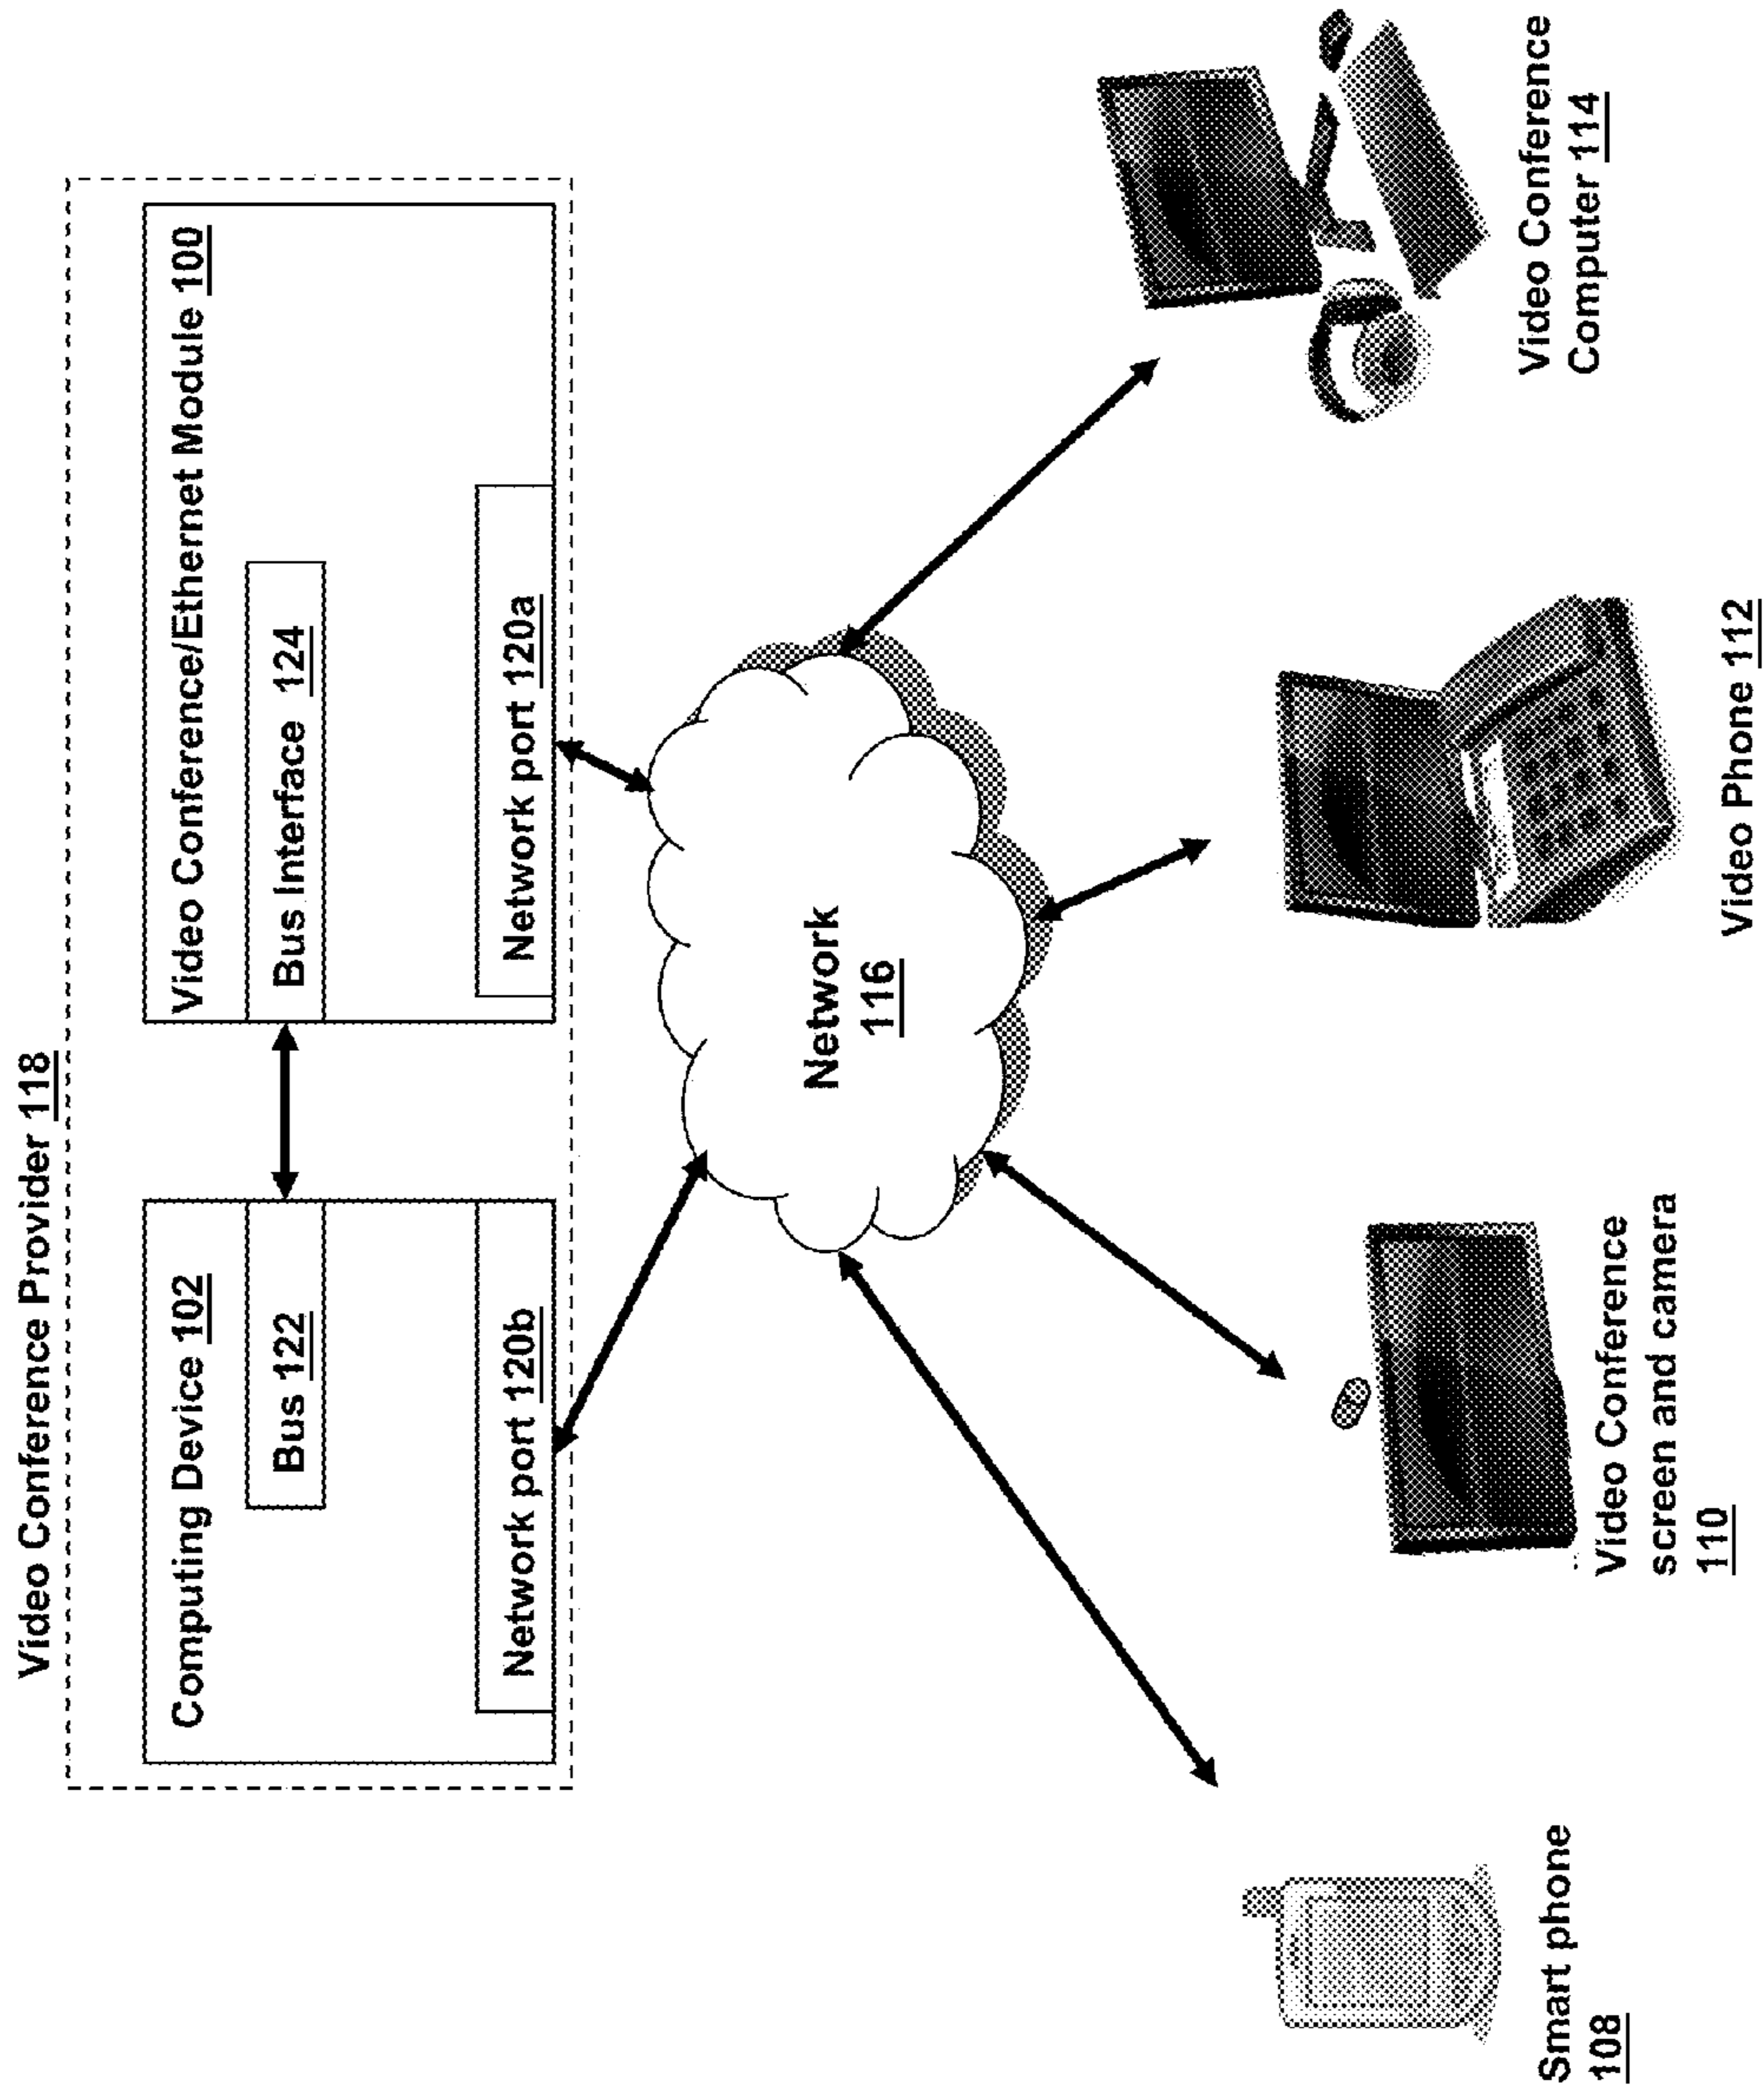 Video Conference Provider 118
Computing Device 102
Bus 122
Network port 120b
Video Conference/Ethernet Module 100
Bus Interface 124
Network port 120a
Network
116
Smart phone
108
Video Conference
screen and camera
110
Video Phone 112
Video Conference
Computer 114